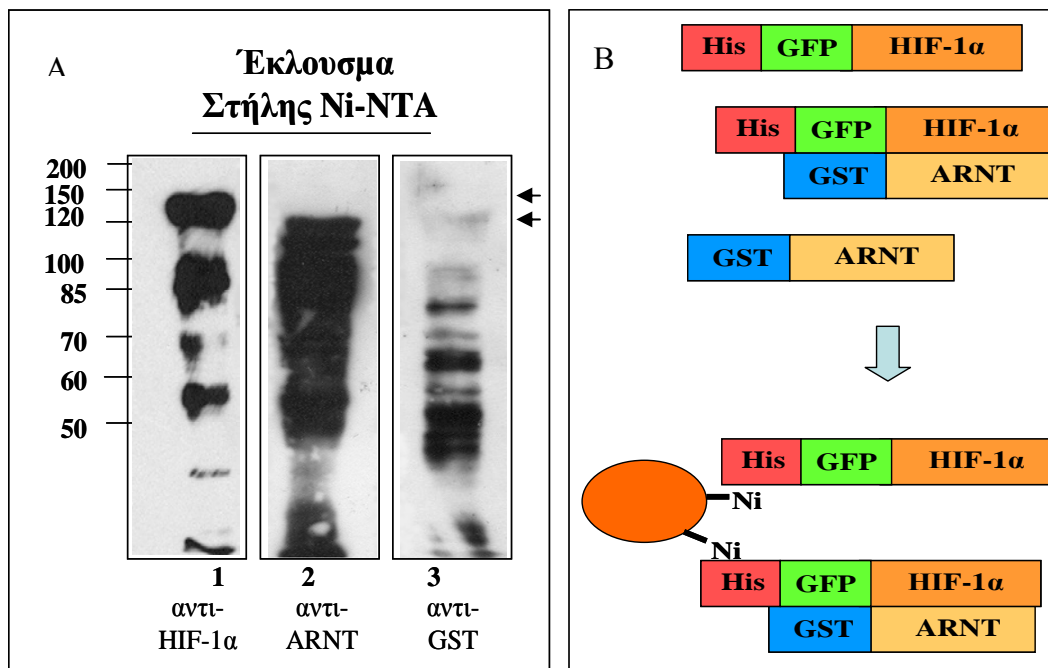 A
Έκλουσμα
Στήλης Ni-NTA
200
150
120
100
85
70
60
50
1 2 3
αντι- αντι- αντι-
HIF-1α ARNT GST
B
His GFP HIF-1α
His GFP HIF-1α
GST ARNT
GST ARNT
His GFP HIF-1α
Ni
Ni
His GFP HIF-1α
GST ARNT